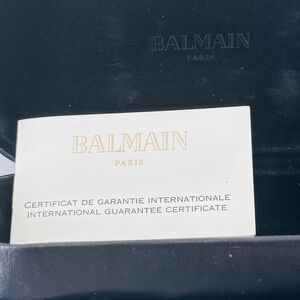 BALMAIN
PARIS
BALMAIN
PARIS
CERTIFICAT DE GARANTIE INTERNATIONALE
INTERNATIONAL GUARANTEE CERTIFICATE